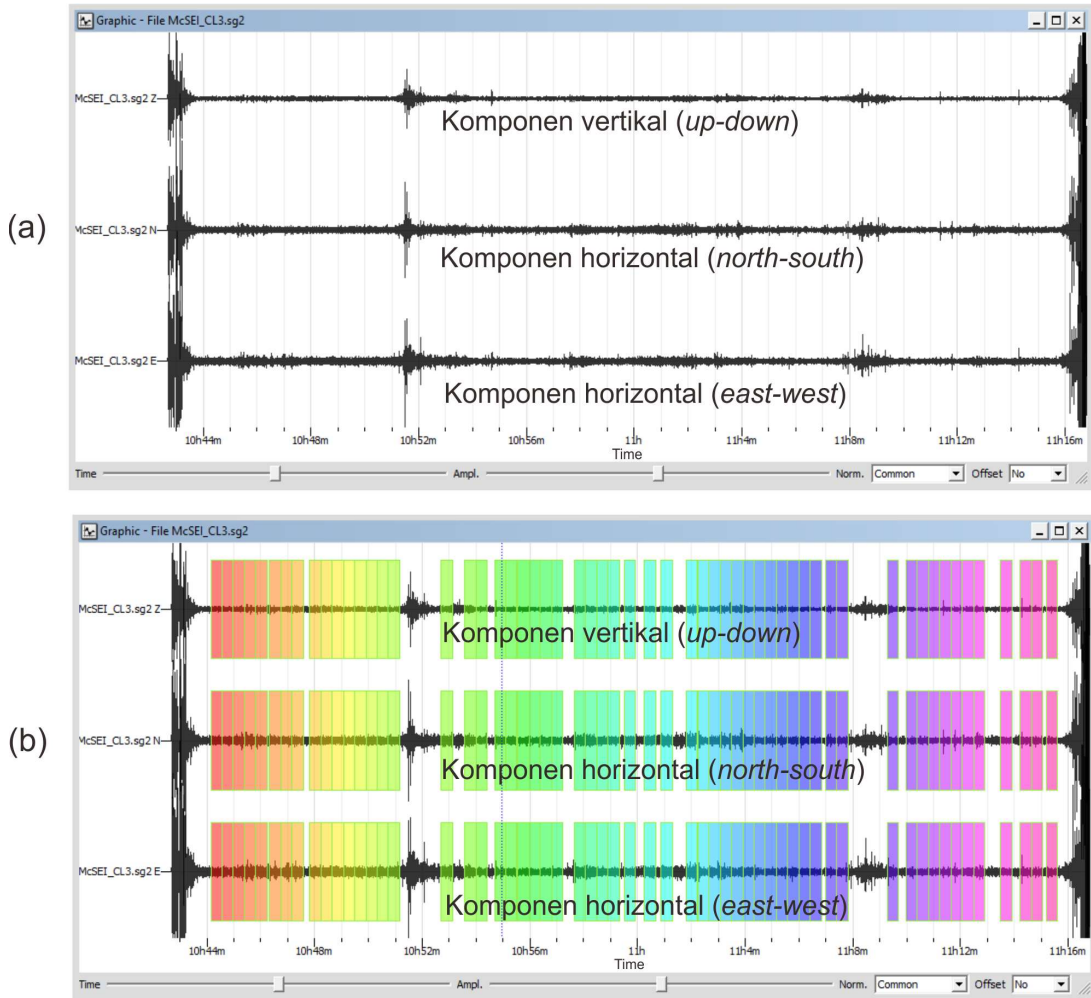 (a)
Graphic - File McSEI_CL3.sg2
McSEI_CL3.sg2 Z
Komponen vertikal (up-down)
McSEI_CL3.sg2 N
Komponen horizontal (north-south)
McSEI_CL3.sg2 E
Komponen horizontal (east-west)
10h44m 10h48m 10h52m 10h56m 11h 11h4m 11h8m 11h12m 11h16m
Time
Time Ampl. Norm. Common Offset No
(b)
Graphic - File McSEI_CL3.sg2
McSEI_CL3.sg2 Z
Komponen vertikal (up-down)
McSEI_CL3.sg2 N
Komponen horizontal (north-south)
McSEI_CL3.sg2 E
Komponen horizontal (east-west)
10h44m 10h48m 10h52m 10h56m 11h 11h4m 11h8m 11h12m 11h16m
Time
Time Ampl. Norm. Common Offset No